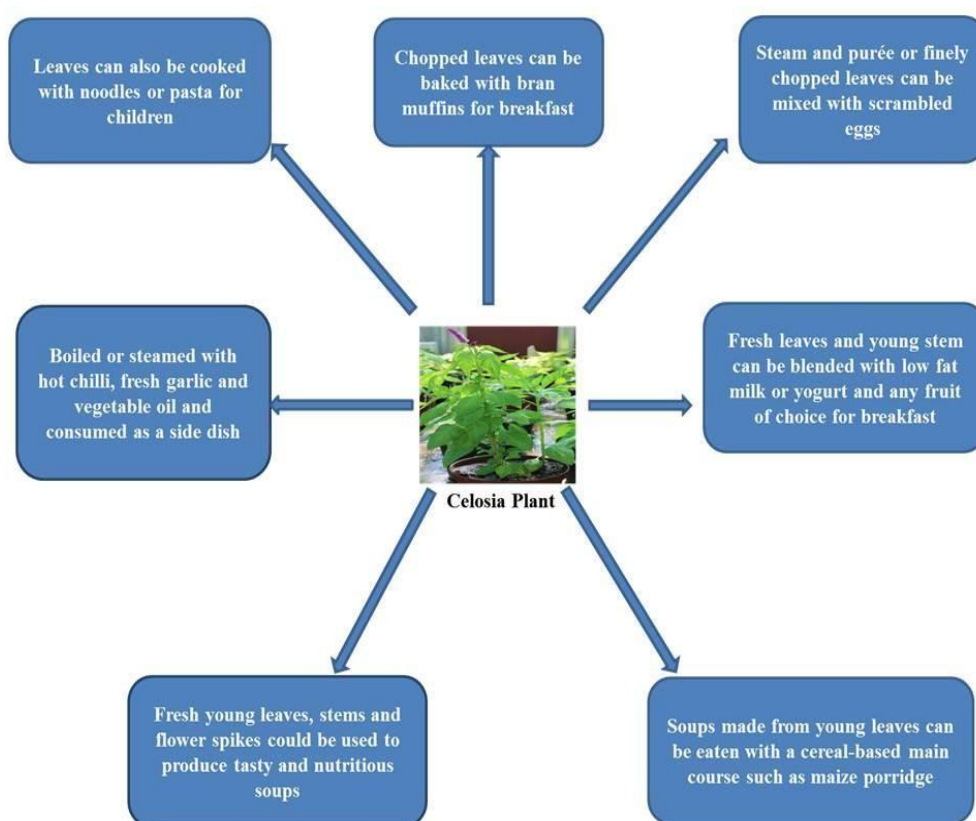 Leaves can also be cooked
with noodles or pasta for
children
Chopped leaves can be
baked with bran
muffins for breakfast
Steam and purée or finely
chopped leaves can be
mixed with scrambled
eggs
Boiled or steamed with
hot chilli, fresh garlic and
vegetable oil and
consumed as a side dish
Fresh leaves and young stem
can be blended with low fat
milk or yogurt and any fruit
of choice for breakfast
Celosia Plant
Fresh young leaves, stems and
flower spikes could be used to
produce tasty and nutritious
soups
Soups made from young leaves can
be eaten with a cereal-based main
course such as maize porridge